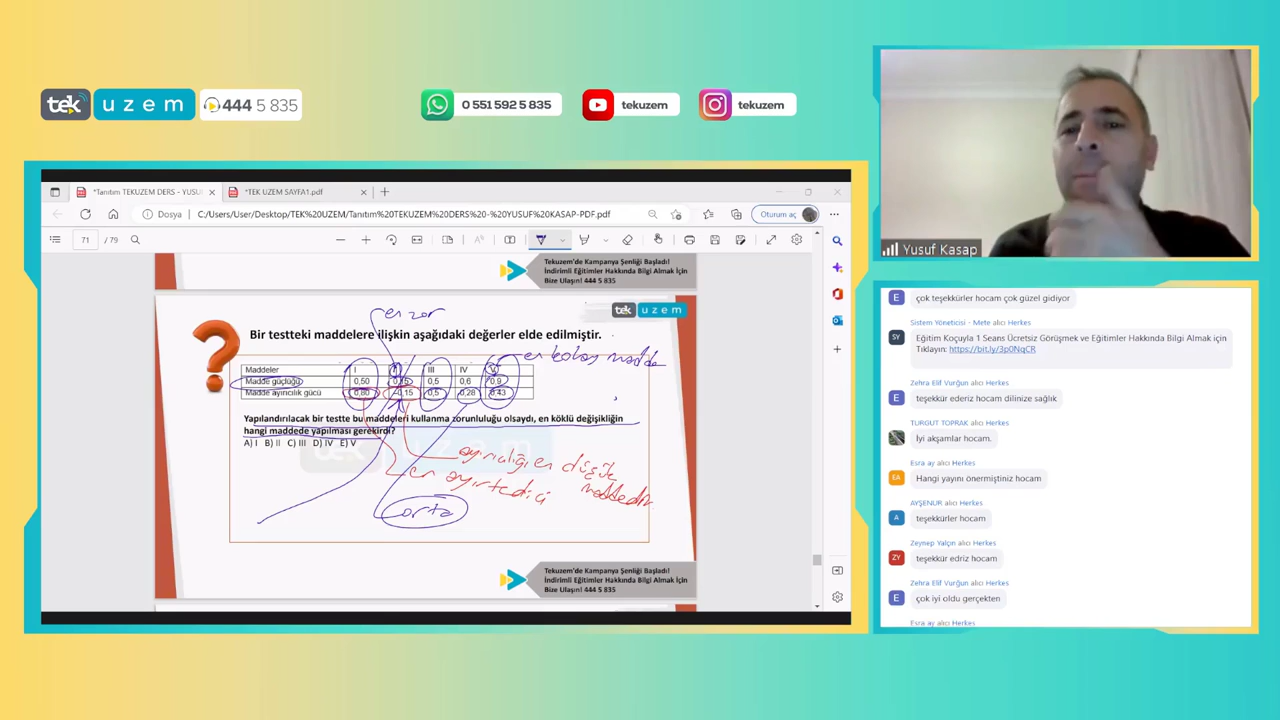 tek uzem 444 5 835
0 551 592 5 835
tekuzem
tekuzem
*Tanıtım TEKUZEM DERS - YUSU
*TEK UZEM SAYFA1.pdf
Dosya C:/Users/User/Desktop/TEK%20UZEM/Tanıtım%20TEKUZEM%20DERS%20-%20YUSUF%20KASAP-PDF.pdf
Oturum aç
71 /79
Tekuzem'de Kampanya Şenliği Başladı!
İndirimli Eğitimler Hakkında Bilgi Almak İçin
Bize Ulaşın! 444 5 835
tek uzem
en zor
Bir testteki maddelere ilişkin aşağıdaki değerler elde edilmiştir.
en kolay madde
Maddeler I II III IV V
Madde güçlüğü 0,50 0,15 0,5 0,6 0,9
Madde ayırıcılık gücü 0,80 -0,15 0,5 0,28 0,43
Yapılandırılacak bir testte bu maddeleri kullanma zorunluluğu olsaydı, en köklü değişikliğin
hangi maddede yapılması gerekirdi?
A) I B) II C) III D) IV E) V
ayırıcılığı en düşük
maddedir
en ayırtedici
orta
Tekuzem'de Kampanya Şenliği Başladı!
İndirimli Eğitimler Hakkında Bilgi Almak İçin
Bize Ulaşın! 444 5 835
Yusuf Kasap
E çok teşekkürler hocam çok güzel gidiyor
Sistem Yöneticisi - Mete alıcı Herkes
SY Eğitim Koçuyla 1 Seans Ücretsiz Görüşmek ve Eğitimler Hakkında Bilgi Almak için
Tıklayın: https://bit.ly/3p0NqCR
Zehra Elif Vurğun alıcı Herkes
E teşekkür ederiz hocam dilinize sağlık
TURGUT TOPRAK alıcı Herkes
İyi akşamlar hocam.
Esra ay alıcı Herkes
EA Hangi yayını önermiştiniz hocam
AYŞENUR alıcı Herkes
A teşekkürler hocam
Zeynep Yalçın alıcı Herkes
ZY teşekkür edriz hocam
Zehra Elif Vurğun alıcı Herkes
E çok iyi oldu gerçekten
Esra ay alıcı Herkes